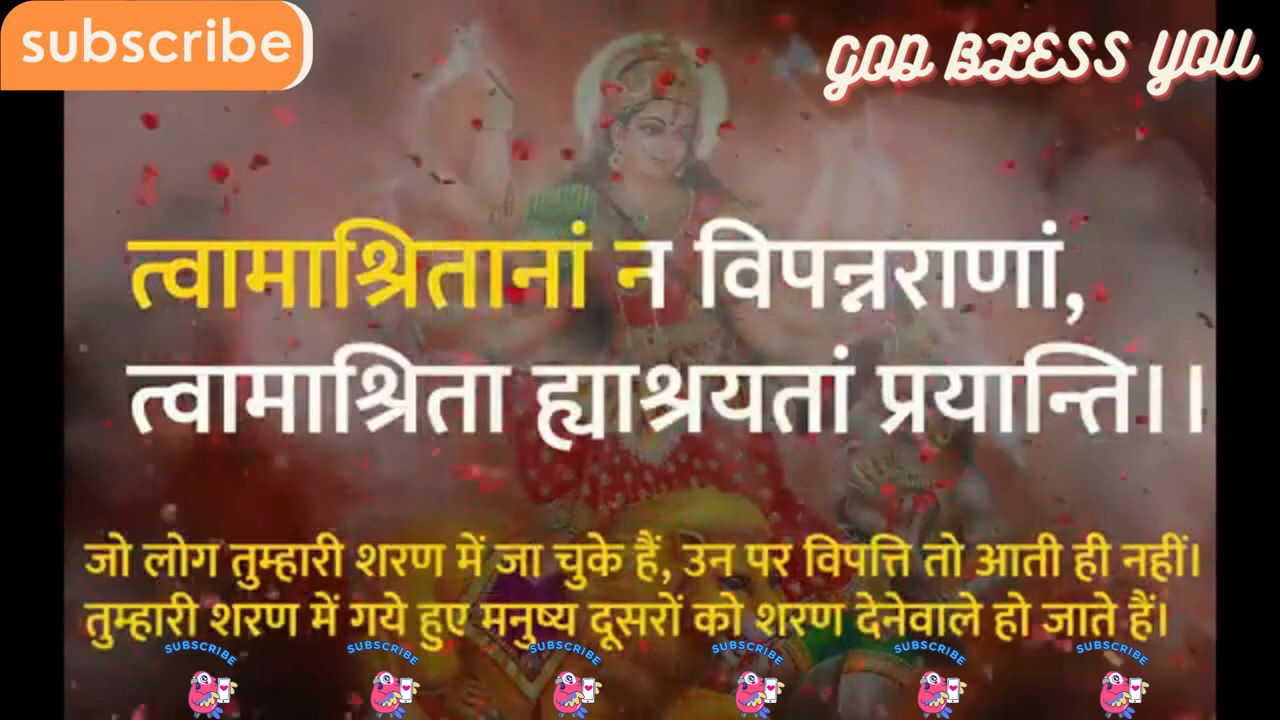 subscribe
GOD BLESS YOU
त्वामाश्रितानां न विपन्नराणां,
त्वामाश्रिता ह्याश्रयतां प्रयान्ति।।
जो लोग तुम्हारी शरण में जा चुके हैं, उन पर विपत्ति तो आती ही नहीं।
तुम्हारी शरण में गये हुए मनुष्य दूसरों को शरण देनेवाले हो जाते हैं।
SUBSCRIBE SUBSCRIBE SUBSCRIBE SUBSCRIBE SUBSCRIBE SUBSCRIBE